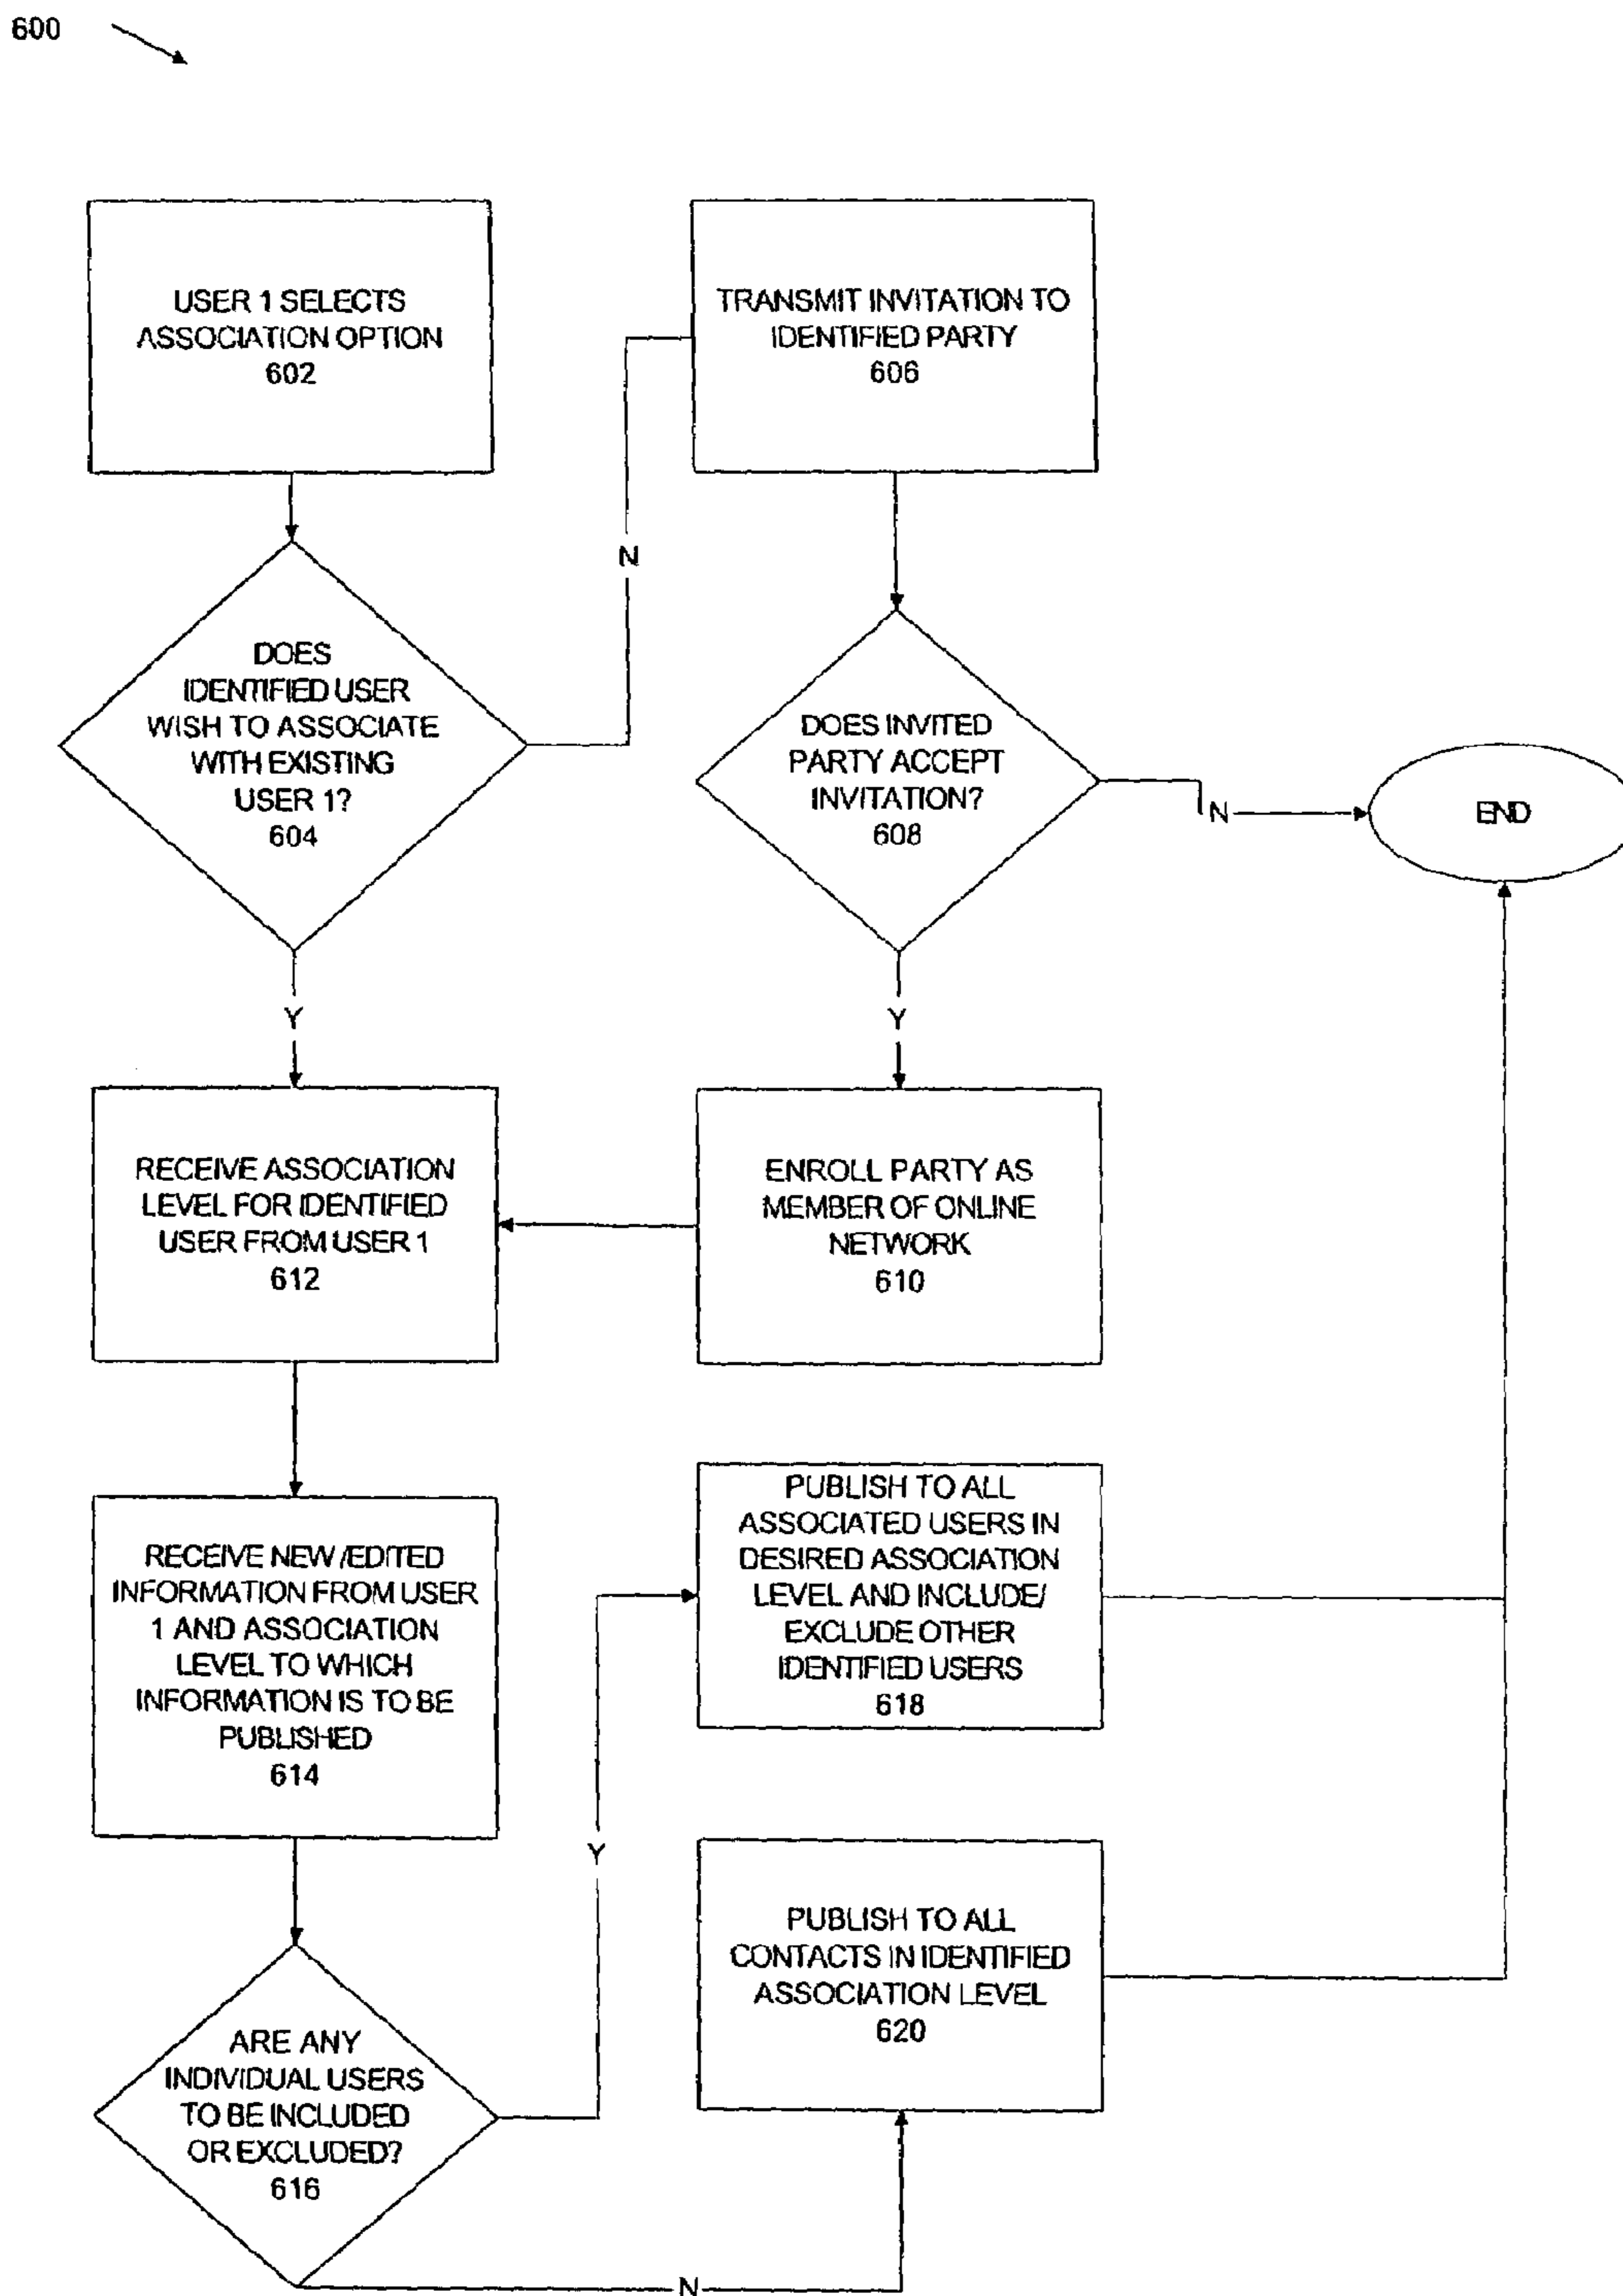 600
USER 1 SELECTS
ASSOCIATION OPTION
602
TRANSMIT INVITATION TO
IDENTIFIED PARTY
606
N
DOES
IDENTIFIED USER
WISH TO ASSOCIATE
WITH EXISTING
USER 1?
604
DOES INVITED
PARTY ACCEPT
INVITATION?
608
N
END
Y
Y
RECEIVE ASSOCIATION
LEVEL FOR IDENTIFIED
USER FROM USER 1
612
ENROLL PARTY AS
MEMBER OF ONLINE
NETWORK
610
RECEIVE NEW/EDITED
INFORMATION FROM USER
1 AND ASSOCIATION
LEVEL TO WHICH
INFORMATION IS TO BE
PUBLISHED
614
PUBLISH TO ALL
ASSOCIATED USERS IN
DESIRED ASSOCIATION
LEVEL AND INCLUDE/
EXCLUDE OTHER
IDENTIFIED USERS
618
Y
ARE ANY
INDIVIDUAL USERS
TO BE INCLUDED
OR EXCLUDED?
616
PUBLISH TO ALL
CONTACTS IN IDENTIFIED
ASSOCIATION LEVEL
620
N